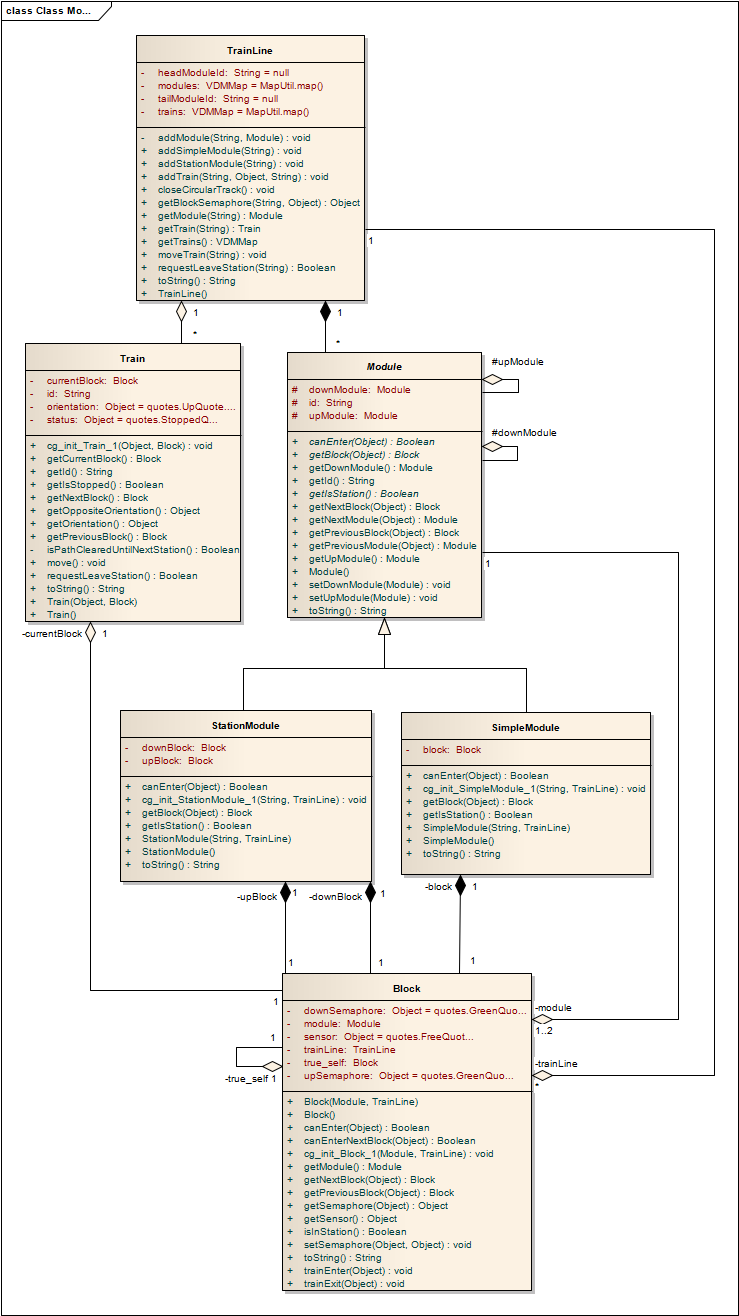 class Class Mo...
TrainLine
- headModuleId: String = null
- modules: VDMMap = MapUtil.map()
- tailModuleId: String = null
- trains: VDMMap = MapUtil.map()
- addModule(String, Module) : void
+ addSimpleModule(String) : void
+ addStationModule(String) : void
+ addTrain(String, Object, String) : void
+ closeCircularTrack() : void
+ getBlockSemaphore(String, Object) : Object
+ getModule(String) : Module
+ getTrain(String) : Train
+ getTrains() : VDMMap
+ moveTrain(String) : void
+ requestLeaveStation(String) : Boolean
+ toString() : String
+ TrainLine()
1
1
1
*
*
Train
- currentBlock: Block
- id: String
- orientation: Object = quotes.UpQuote....
- status: Object = quotes.StoppedQ...
+ cg_init_Train_1(Object, Block) : void
+ getCurrentBlock() : Block
+ getId() : String
+ getIsStopped() : Boolean
+ getNextBlock() : Block
+ getOppositeOrientation() : Object
+ getOrientation() : Object
+ getPreviousBlock() : Block
- isPathClearedUntilNextStation() : Boolean
+ move() : void
+ requestLeaveStation() : Boolean
+ toString() : String
+ Train(Object, Block)
+ Train()
-currentBlock 1
Module
# downModule: Module
# id: String
# upModule: Module
+ canEnter(Object) : Boolean
+ getBlock(Object) : Block
+ getDownModule() : Module
+ getId() : String
+ getIsStation() : Boolean
+ getNextBlock(Object) : Block
+ getNextModule(Object) : Module
+ getPreviousBlock(Object) : Block
+ getPreviousModule(Object) : Module
+ getUpModule() : Module
+ Module()
+ setDownModule(Module) : void
+ setUpModule(Module) : void
+ toString() : String
#upModule
#downModule
1
StationModule
- downBlock: Block
- upBlock: Block
+ canEnter(Object) : Boolean
+ cg_init_StationModule_1(String, TrainLine) : void
+ getBlock(Object) : Block
+ getIsStation() : Boolean
+ StationModule(String, TrainLine)
+ StationModule()
+ toString() : String
SimpleModule
- block: Block
+ canEnter(Object) : Boolean
+ cg_init_SimpleModule_1(String, TrainLine) : void
+ getBlock(Object) : Block
+ getIsStation() : Boolean
+ SimpleModule(String, TrainLine)
+ SimpleModule()
+ toString() : String
-upBlock 1
-downBlock 1
-block 1
1
1
1
1
Block
- downSemaphore: Object = quotes.GreenQuo...
- module: Module
- sensor: Object = quotes.FreeQuot...
- trainLine: TrainLine
- true_self: Block
- upSemaphore: Object = quotes.GreenQuo...
+ Block(Module, TrainLine)
+ Block()
+ canEnter(Object) : Boolean
+ canEnterNextBlock(Object) : Boolean
+ cg_init_Block_1(Module, TrainLine) : void
+ getModule() : Module
+ getNextBlock(Object) : Block
+ getPreviousBlock(Object) : Block
+ getSemaphore(Object) : Object
+ getSensor() : Object
+ isInStation() : Boolean
+ setSemaphore(Object, Object) : void
+ toString() : String
+ trainEnter(Object) : void
+ trainExit(Object) : void
1
-true_self 1
-module
1..2
-trainLine
*